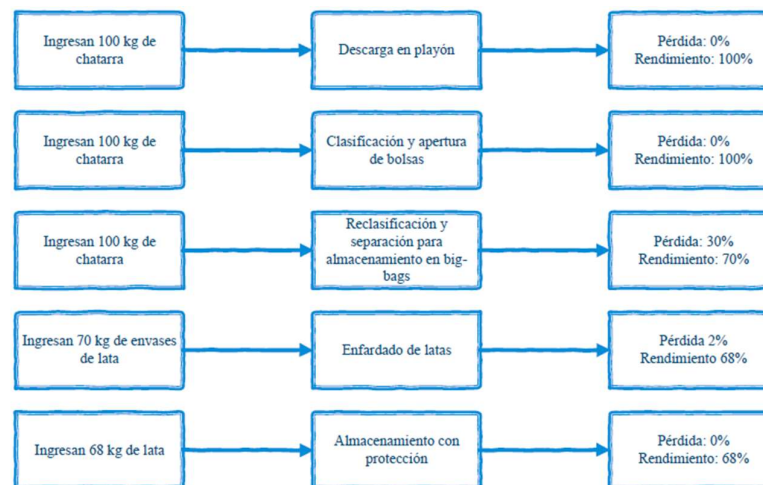 Ingresan 100 kg de
chatarra
Descarga en playón
Pérdida: 0%
Rendimiento: 100%
Ingresan 100 kg de
chatarra
Clasificación y apertura
de bolsas
Pérdida: 0%
Rendimiento: 100%
Ingresan 100 kg de
chatarra
Reclasificación y
separación para
almacenamiento en big-
bags
Pérdida: 30%
Rendimiento: 70%
Ingresan 70 kg de envases
de lata
Enfardado de latas
Pérdida 2%
Rendimiento 68%
Ingresan 68 kg de lata
Almacenamiento con
protección
Pérdida: 0%
Rendimiento: 68%